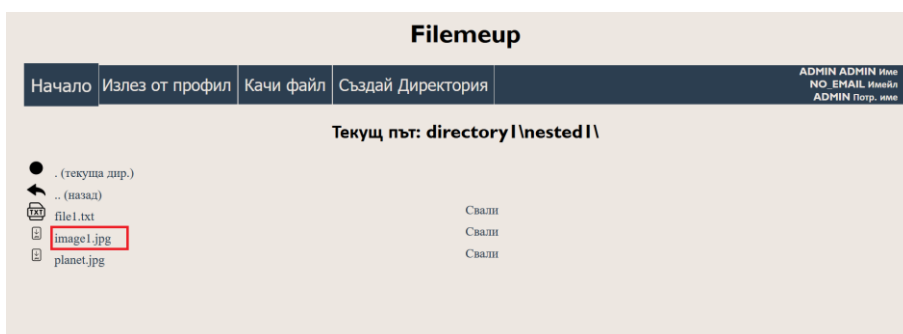 Filemeup
Начало Излез от профил Качи файл Създай Директория
ADMIN ADMIN Име
NO_EMAIL Имейл
ADMIN Потр. име
Текущ път: directory1\nested1\
. (текуща дир.)
.. (назад)
TXT file1.txt Свали
image1.jpg Свали
planet.jpg Свали